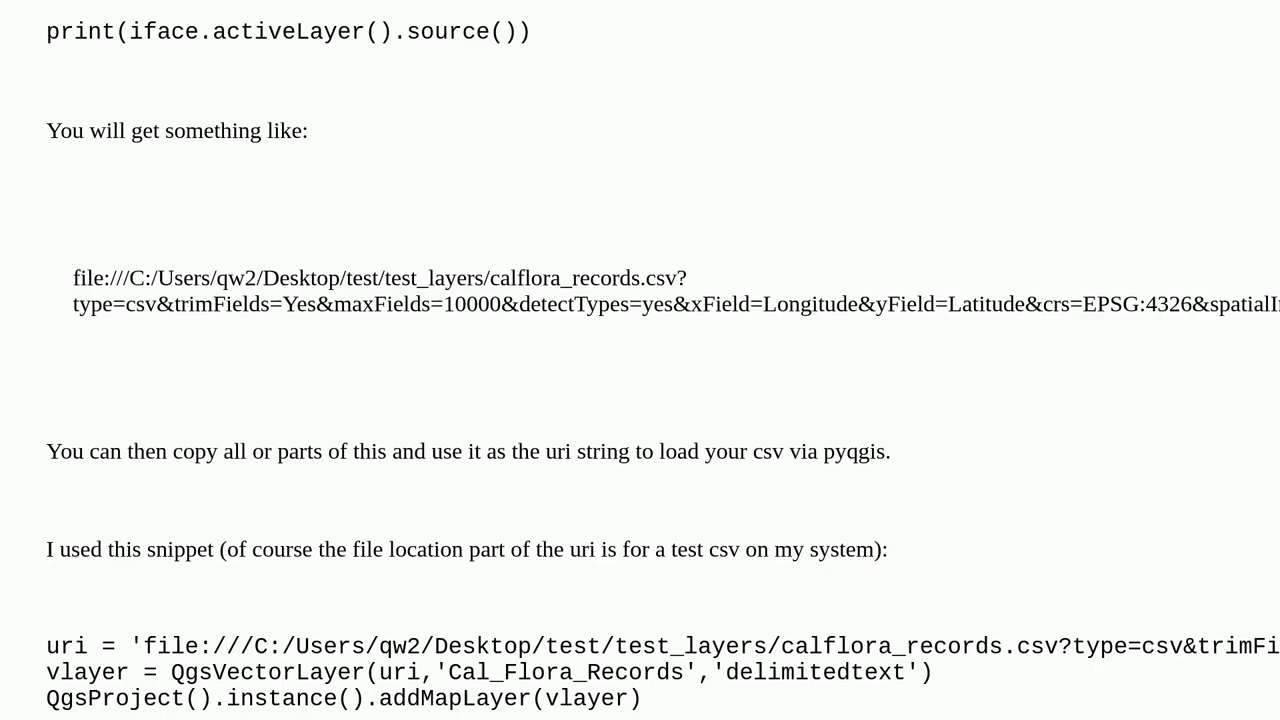 print(iface.activeLayer().source())
You will get something like:
file:///C:/Users/qw2/Desktop/test/test_layers/calflora_records.csv?
type=csv&trimFields=Yes&maxFields=10000&detectTypes=yes&xField=Longitude&yField=Latitude&crs=EPSG:4326&spatialI
You can then copy all or parts of this and use it as the uri string to load your csv via pyqgis.
I used this snippet (of course the file location part of the uri is for a test csv on my system):
uri = 'file:///C:/Users/qw2/Desktop/test/test_layers/calflora_records.csv?type=csv&trimFi
vlayer = QgsVectorLayer(uri,'Cal_Flora_Records','delimitedtext')
QgsProject().instance().addMapLayer(vlayer)